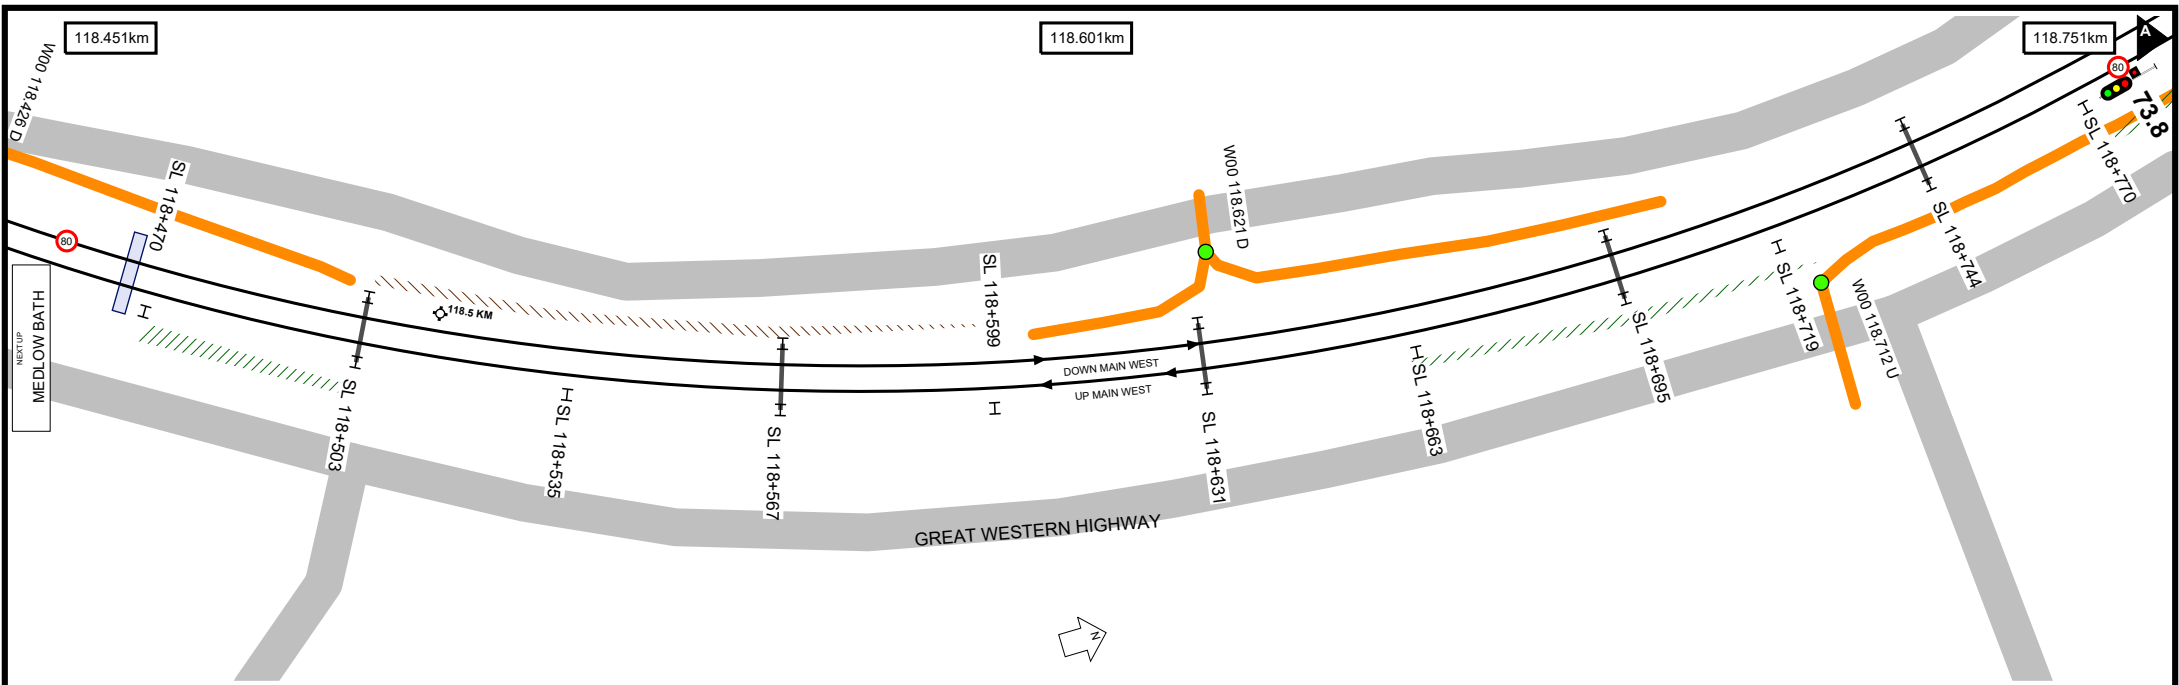 118.451km
118.601km
118.751km
A
80
73.8
W00 118.426 D
SL 118+470
80
NEXT UP
MEDLOW BATH
118.5 KM
SL 118+503
SL 118+535
SL 118+567
SL 118+599
W00 118.621 D
DOWN MAIN WEST
UP MAIN WEST
SL 118+631
SL 118+663
SL 118+695
SL 118+719
W00 118.712 U
SL 118+744
SL 118+770
GREAT WESTERN HIGHWAY
N